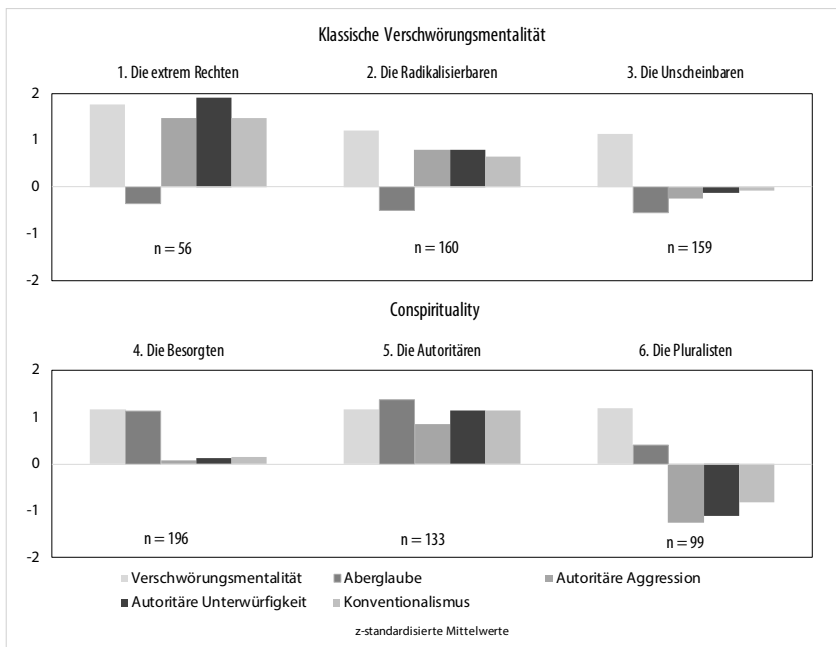 Klassische Verschwörungsmentalität
1. Die extrem Rechten 2. Die Radikalisierbaren 3. Die Unscheinbaren
2
1
0
-1
n = 56 n = 160 n = 159
-2
Conspirituality
4. Die Besorgten 5. Die Autoritären 6. Die Pluralisten
2
1
0
-1
n = 196 n = 133 n = 99
-2
Verschwörungsmentalität Aberglaube Autoritäre Aggression
Autoritäre Unterwürfigkeit Konventionalismus
z-standardisierte Mittelwerte